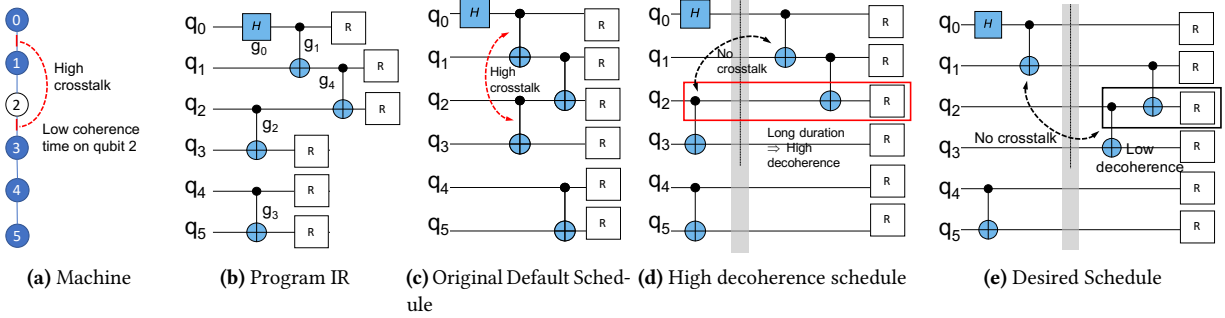 0
1
2
3
4
5
High
crosstalk
Low coherence
time on qubit 2
(a) Machine
q0
q1
q2
q3
q4
q5
H
g0
g1
g4
g2
g3
R
R
R
R
R
R
(b) Program IR
q0
q1
q2
q3
q4
q5
H
High
crosstalk
R
R
R
R
R
R
(c) Original Default Sched-
ule
q0
q1
q2
q3
q4
q5
H
No
crosstalk
Long duration
⇒ High
decoherence
R
R
R
R
R
R
(d) High decoherence schedule
q0
q1
q2
q3
q4
q5
H
No crosstalk
Low
decoherence
R
R
R
R
R
R
(e) Desired Schedule